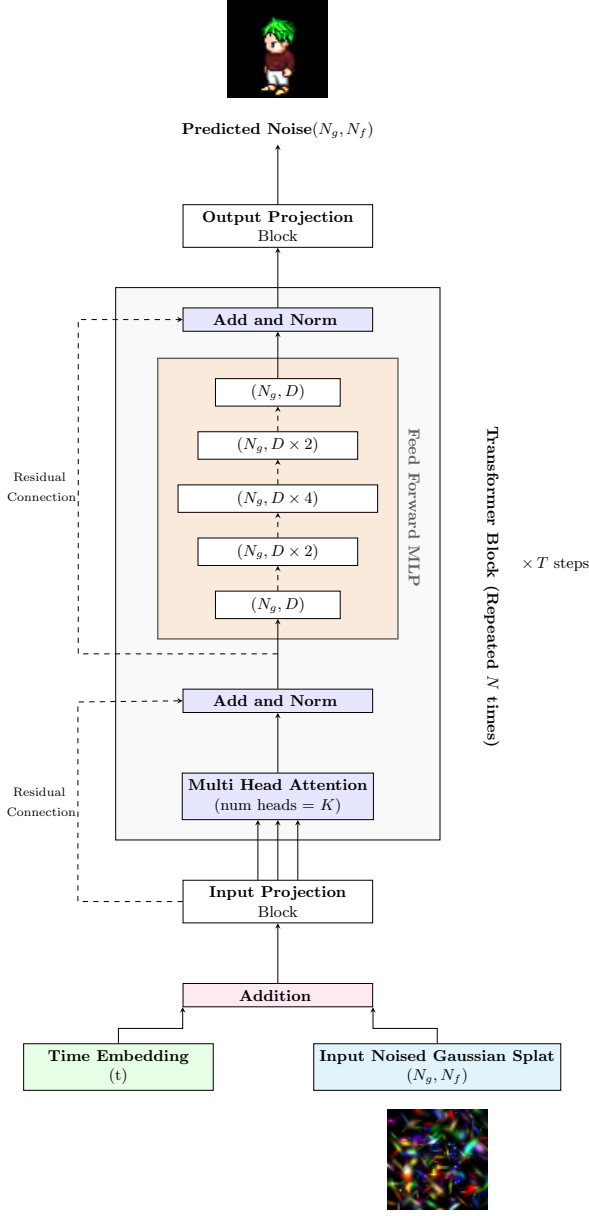 Predicted Noise(N_g, N_f)
Output Projection
Block
Add and Norm
(N_g, D)
(N_g, D × 2)
(N_g, D × 4)
(N_g, D × 2)
(N_g, D)
Feed Forward MLP
Residual
Connection
Transformer Block (Repeated N times)
× T steps
Add and Norm
Multi Head Attention
(num heads = K)
Residual
Connection
Input Projection
Block
Addition
Time Embedding
(t)
Input Noised Gaussian Splat
(N_g, N_f)